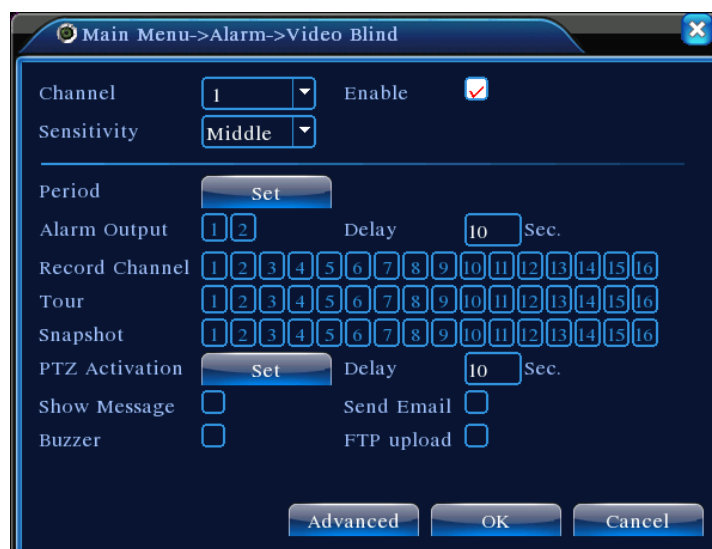 Main Menu->Alarm->Video Blind
Channel 1 Enable
Sensitivity Middle
Period Set
Alarm Output 1 2 Delay 10 Sec.
Record Channel 1 2 3 4 5 6 7 8 9 10 11 12 13 14 15 16
Tour 1 2 3 4 5 6 7 8 9 10 11 12 13 14 15 16
Snapshot 1 2 3 4 5 6 7 8 9 10 11 12 13 14 15 16
PTZ Activation Set Delay 10 Sec.
Show Message Send Email
Buzzer FTP upload
Advanced OK Cancel